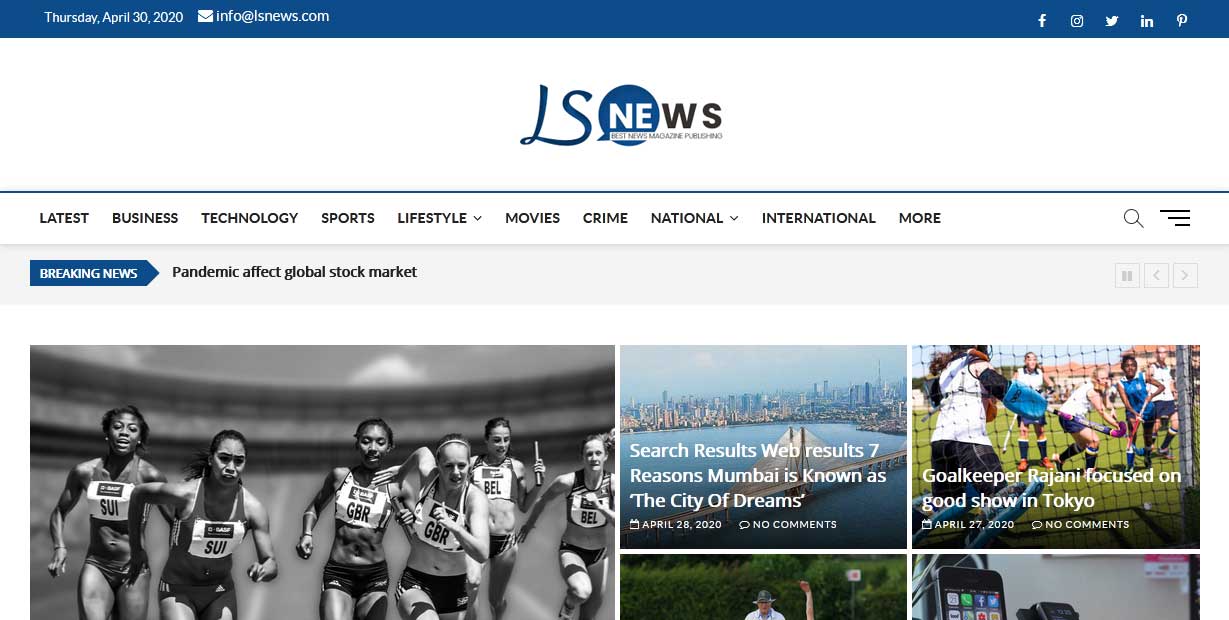 Thursday, April 30, 2020 info@lsnews.com
LS NEWS
BEST NEWS MAGAZINE PUBLISHING
LATEST BUSINESS TECHNOLOGY SPORTS LIFESTYLE MOVIES CRIME NATIONAL INTERNATIONAL MORE
BREAKING NEWS Pandemic affect global stock market
SUI
SUI
GBR
GBR
BEL
BEL
Search Results Web results 7
Reasons Mumbai is Known as
‘The City Of Dreams’
APRIL 28, 2020 NO COMMENTS
Goalkeeper Rajani focused on
good show in Tokyo
APRIL 27, 2020 NO COMMENTS